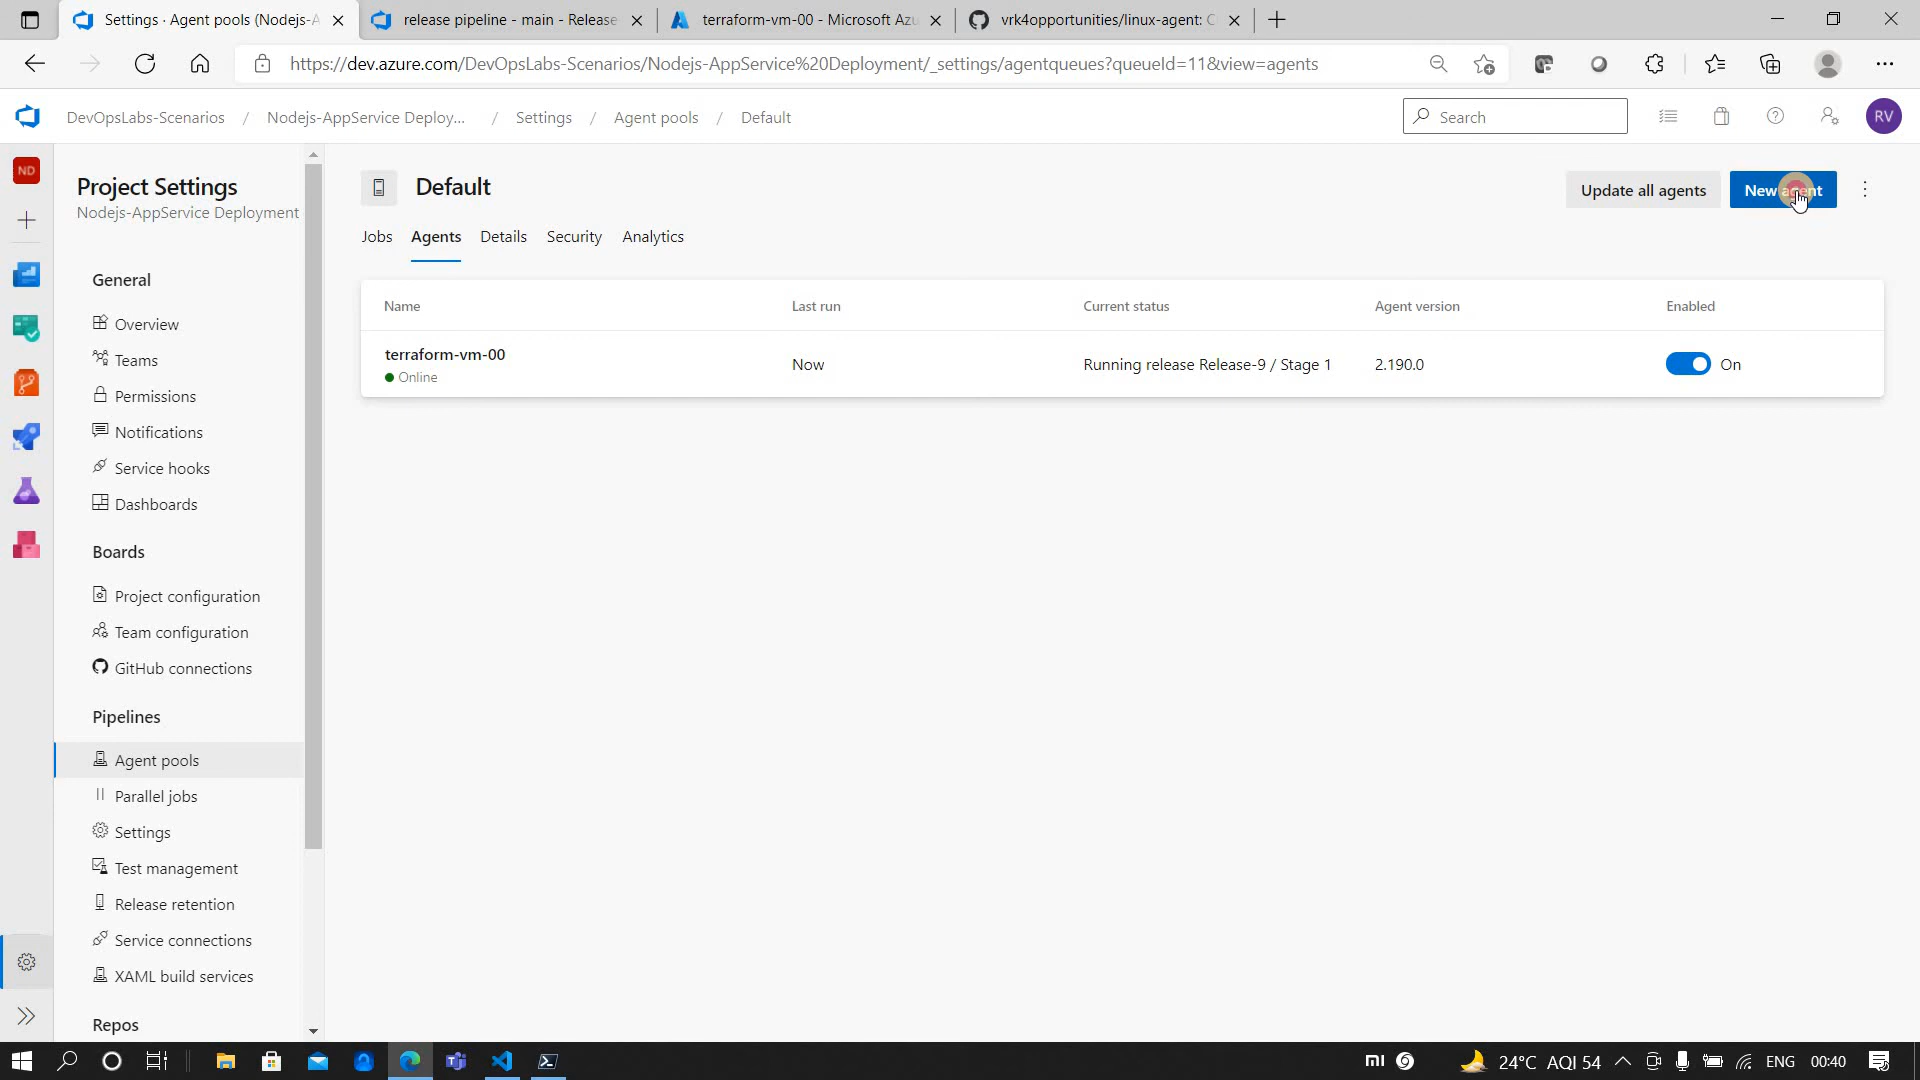 Settings · Agent pools (Nodejs-A
release pipeline - main - Release
terraform-vm-00 - Microsoft Azu
vrk4opportunities/linux-agent: C
https://dev.azure.com/DevOpsLabs-Scenarios/Nodejs-AppService%20Deployment/_settings/agentqueues?queueId=11&view=agents
DevOpsLabs-Scenarios / Nodejs-AppService Deploy... / Settings / Agent pools / Default
Search
RV
ND
Project Settings
Nodejs-AppService Deployment
General
Overview
Teams
Permissions
Notifications
Service hooks
Dashboards
Boards
Project configuration
Team configuration
GitHub connections
Pipelines
Agent pools
Parallel jobs
Settings
Test management
Release retention
Service connections
XAML build services
Repos
Default
Update all agents
New agent
Jobs Agents Details Security Analytics
Name Last run Current status Agent version Enabled
terraform-vm-00
Online
Now
Running release Release-9 / Stage 1
2.190.0
On
24°C AQI 54
ENG
00:40